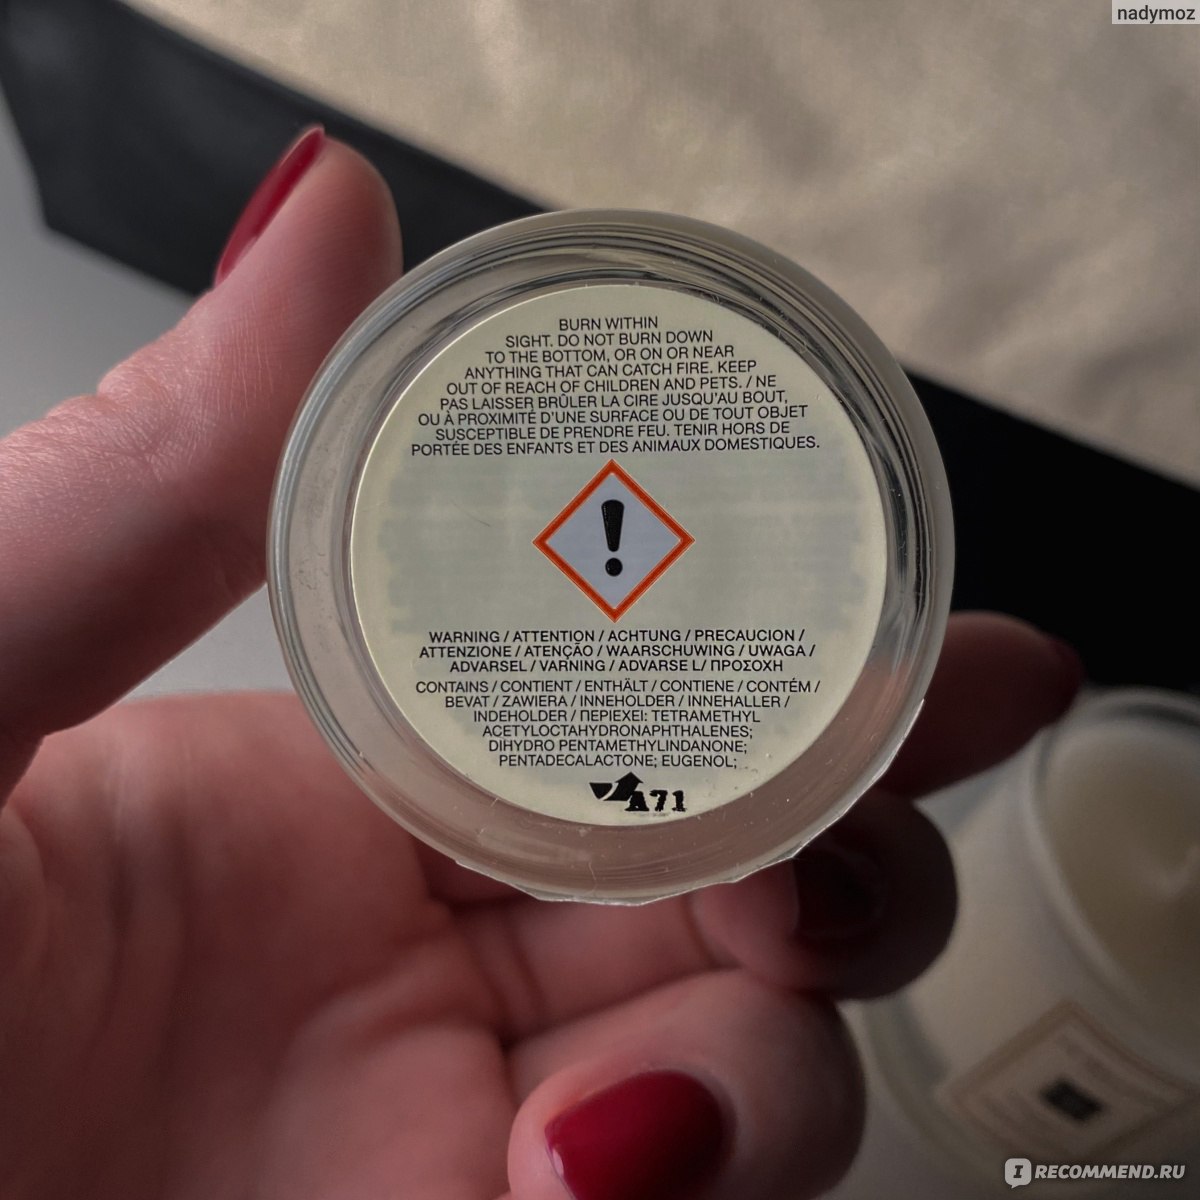 nadymoz
BURN WITHIN
SIGHT. DO NOT BURN DOWN
TO THE BOTTOM, OR ON OR NEAR
ANYTHING THAT CAN CATCH FIRE. KEEP
OUT OF REACH OF CHILDREN AND PETS. / NE
PAS LAISSER BRÛLER LA CIRE JUSQU'AU BOUT,
OU À PROXIMITÉ D'UNE SURFACE OU DE TOUT OBJET
SUSCEPTIBLE DE PRENDRE FEU. TENIR HORS DE
PORTÉE DES ENFANTS ET DES ANIMAUX DOMESTIQUES.
WARNING / ATTENTION / ACHTUNG / PRECAUCION /
ATTENZIONE / ATENÇÃO / WAARSCHUWING / UWAGA /
ADVARSEL / VARNING / ADVARSE L/ ΠΡΟΣΟΧΗ
CONTAINS / CONTIENT / ENTHÄLT / CONTIENE / CONTÉM /
BEVAT / ZAWIERA / INNEHOLDER / INNEHALLER /
INDEHOLDER / ΠΕΡΙΕΧΕΙ: TETRAMETHYL
ACETYLOCTAHYDRONAPHTHALENES;
DIHYDRO PENTAMETHYLINDANONE;
PENTADECALACTONE; EUGENOL;
A71
IRECOMMEND.RU